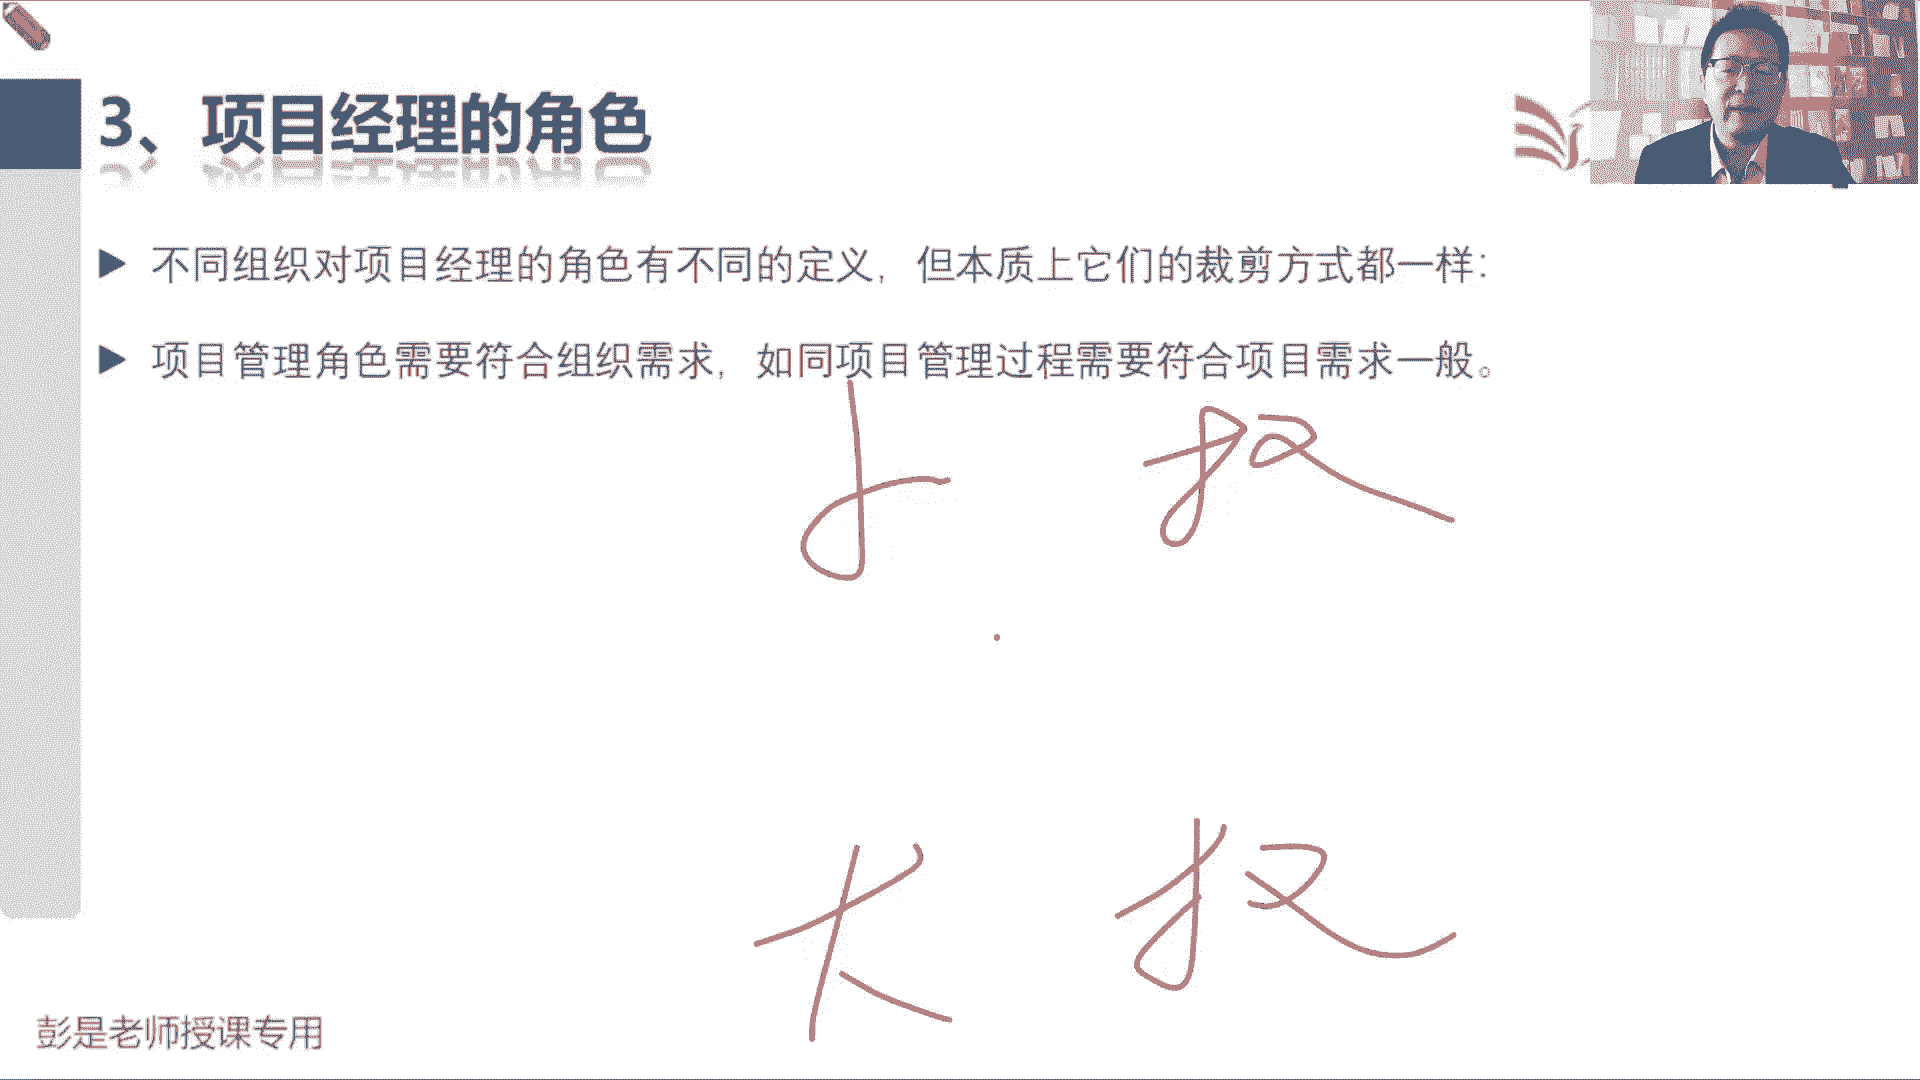 3、项目经理的角色
▶ 不同组织对项目经理的角色有不同的定义，但本质上它们的裁剪方式都一样：
▶ 项目管理角色需要符合组织需求，如同项目管理过程需要符合项目需求一般。
彭是老师授课专用